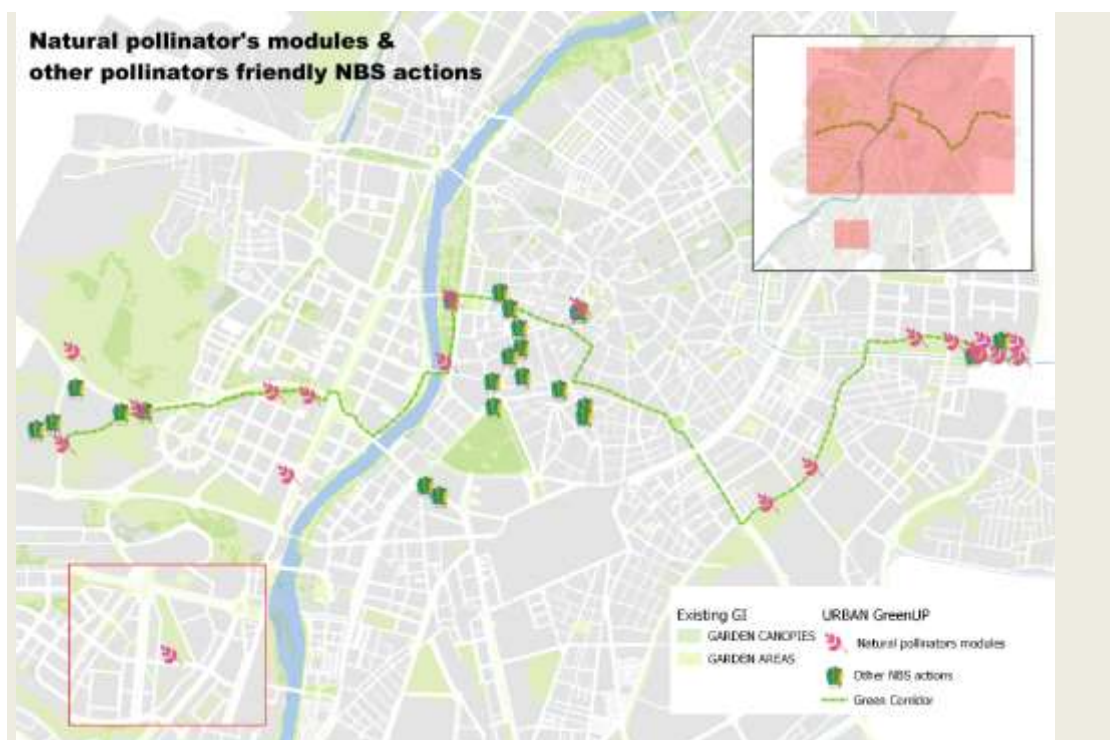 Natural pollinator's modules &
other pollinators friendly NBS actions
Existing GI
GARDEN CANOPIES
GARDEN AREAS
URBAN GreenUP
Natural pollinators modules
Other NBS actions
Green Corridor